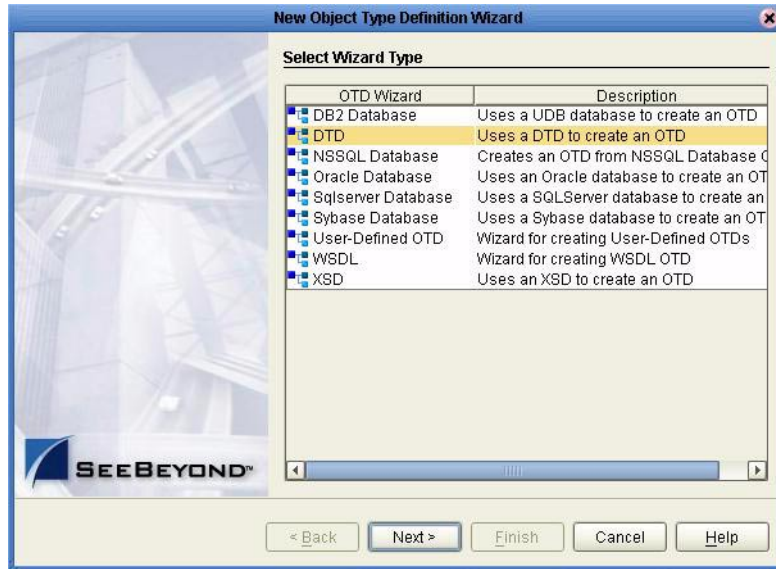 New Object Type Definition Wizard
Select Wizard Type
OTD Wizard Description
DB2 Database Uses a UDB database to create an OTD
DTD Uses a DTD to create an OTD
NSSQL Database Creates an OTD from NSSQL Database
Oracle Database Uses an Oracle database to create an OT
Sqlserver Database Uses a SQLServer database to create an
Sybase Database Uses a Sybase database to create an OT
User-Defined OTD Wizard for creating User-Defined OTDs
WSDL Wizard for creating WSDL OTD
XSD Uses an XSD to create an OTD
SEEBEYOND™
< Back Next > Finish Cancel Help